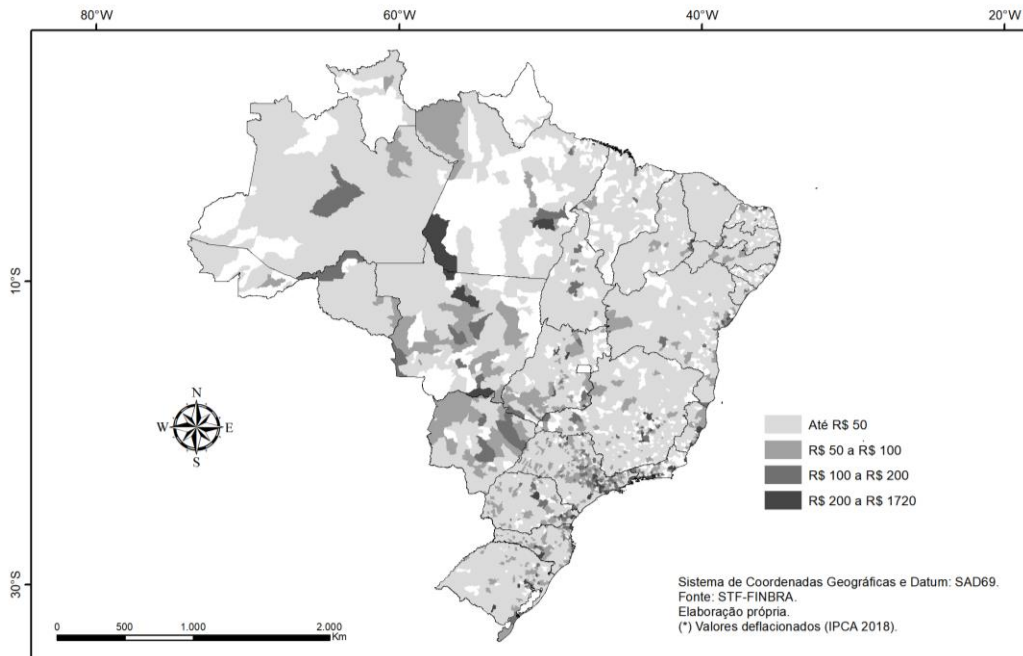 80°W 60°W 40°W 20°W
10°S
30°S
N
W E
S
Até R$ 50
R$ 50 a R$ 100
R$ 100 a R$ 200
R$ 200 a R$ 1720
Sistema de Coordenadas Geográficas e Datum: SAD69.
Fonte: STF-FINBRA.
Elaboração própria.
(*) Valores deflacionados (IPCA 2018).
0 500 1.000 2.000
Km